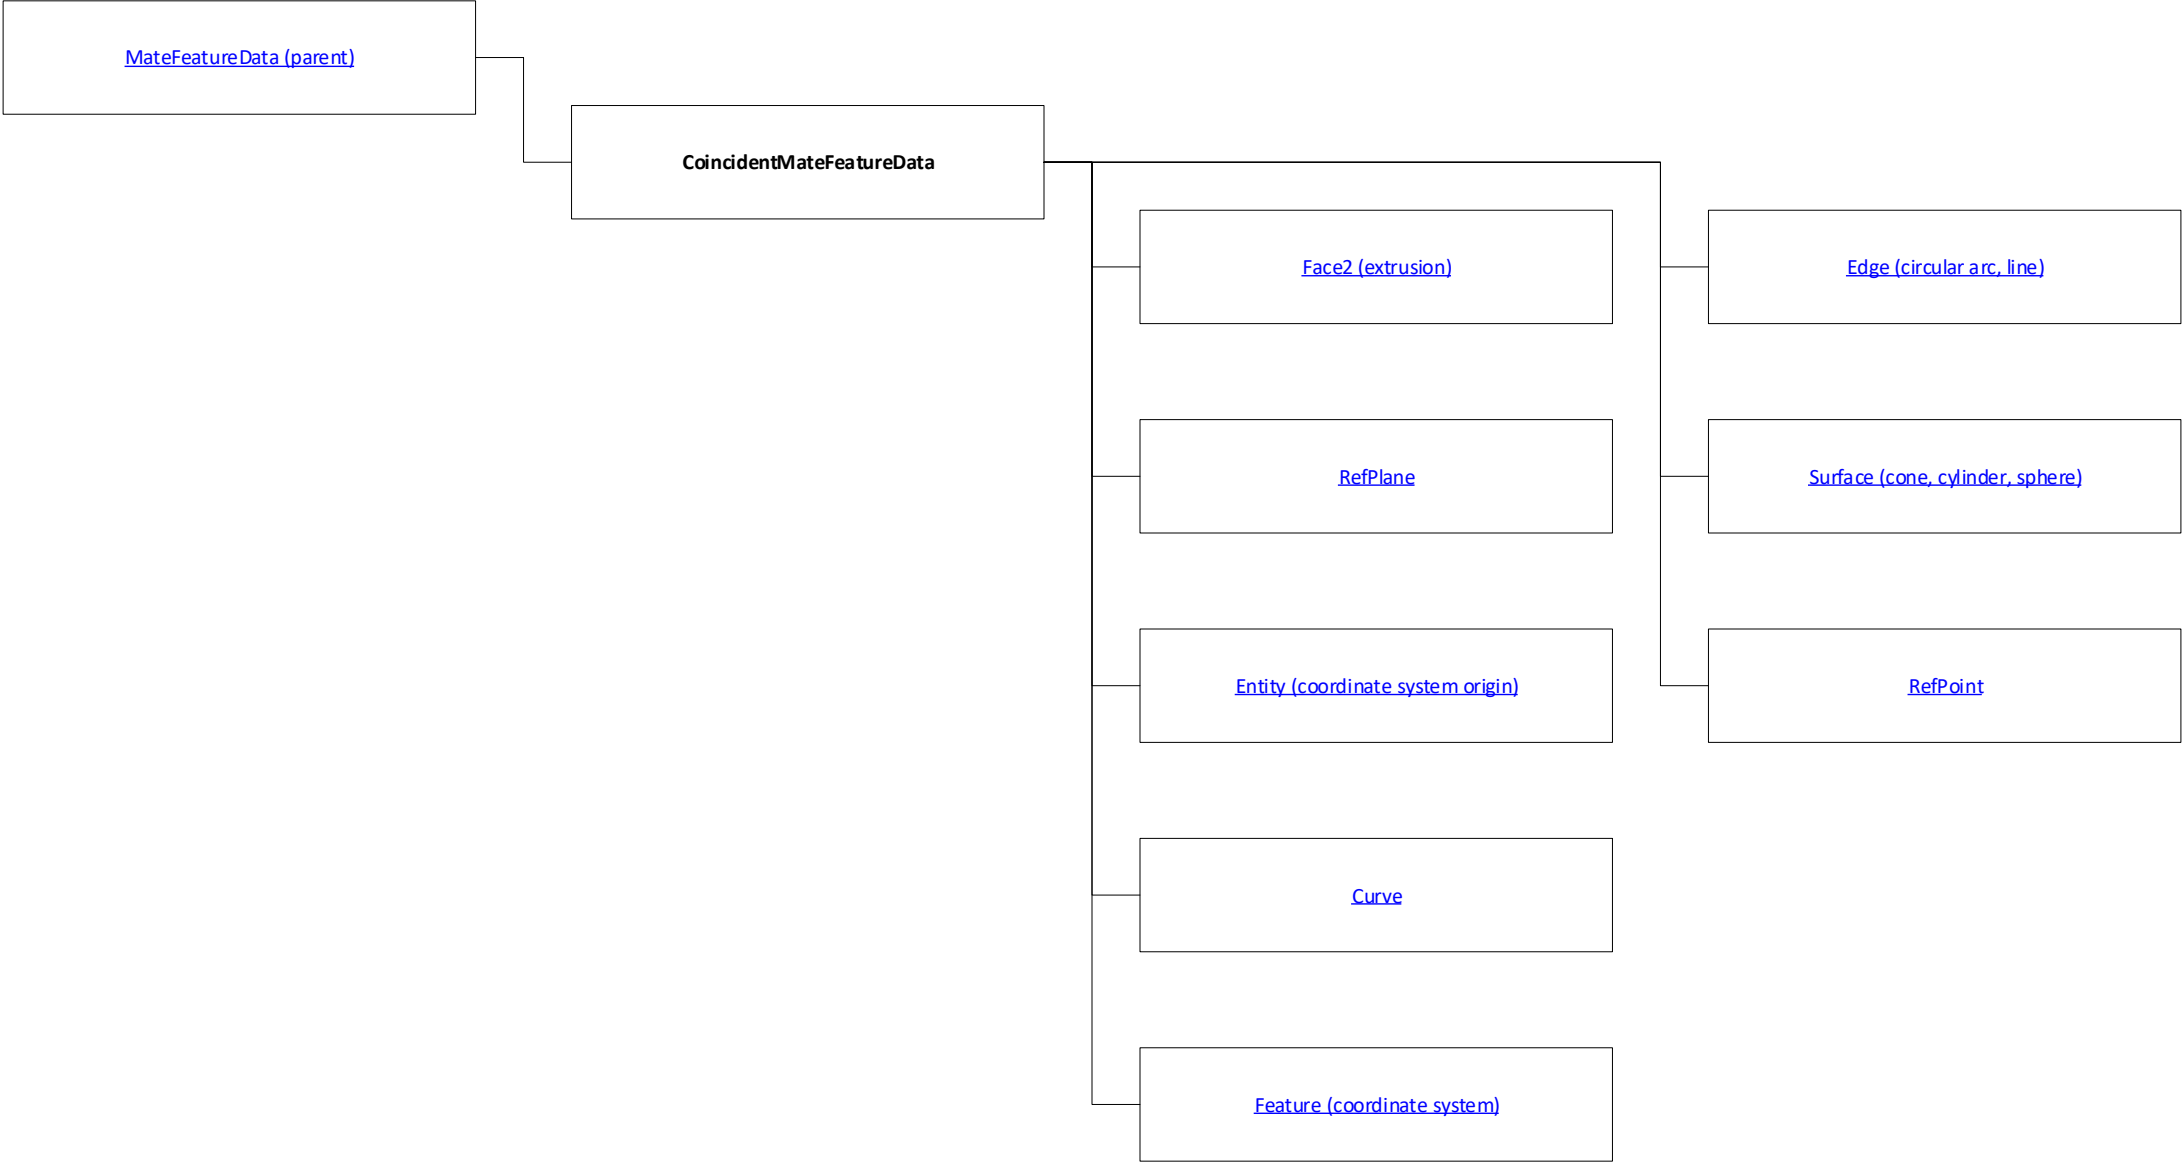 MateFeatureData (parent)
CoincidentMateFeatureData
Face2 (extrusion)
Edge (circular arc, line)
RefPlane
Surface (cone, cylinder, sphere)
Entity (coordinate system origin)
RefPoint
Curve
Feature (coordinate system)